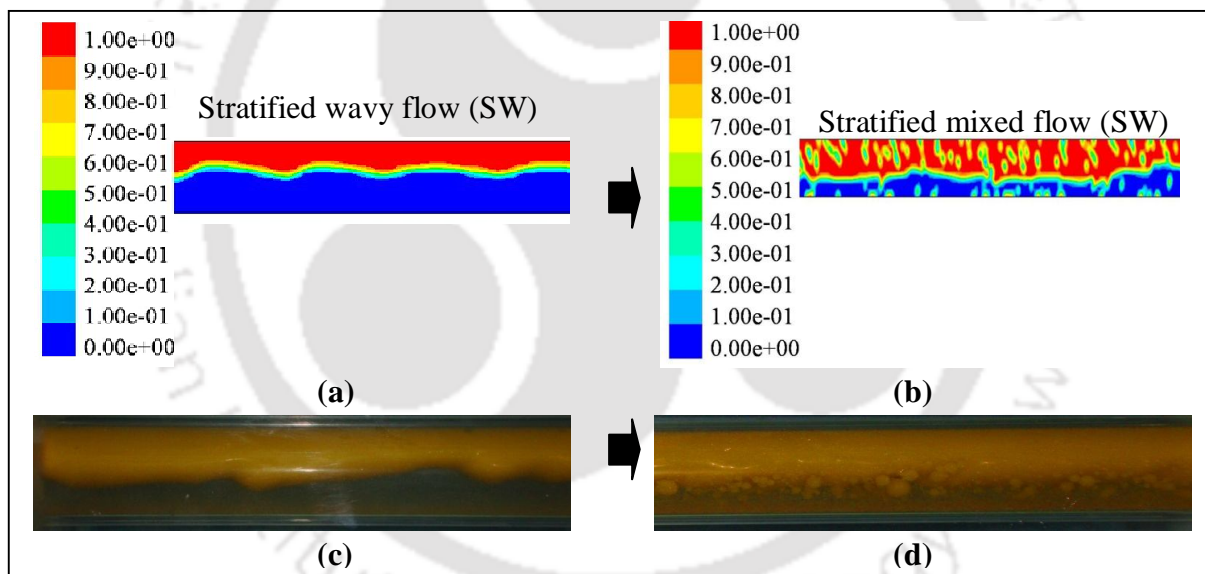 1.00e+00
9.00e-01
8.00e-01
7.00e-01
6.00e-01
5.00e-01
4.00e-01
3.00e-01
2.00e-01
1.00e-01
0.00e+00
Stratified wavy flow (SW)
(a)
1.00e+00
9.00e-01
8.00e-01
7.00e-01
6.00e-01
5.00e-01
4.00e-01
3.00e-01
2.00e-01
1.00e-01
0.00e+00
Stratified mixed flow (SW)
(b)
(c)
(d)